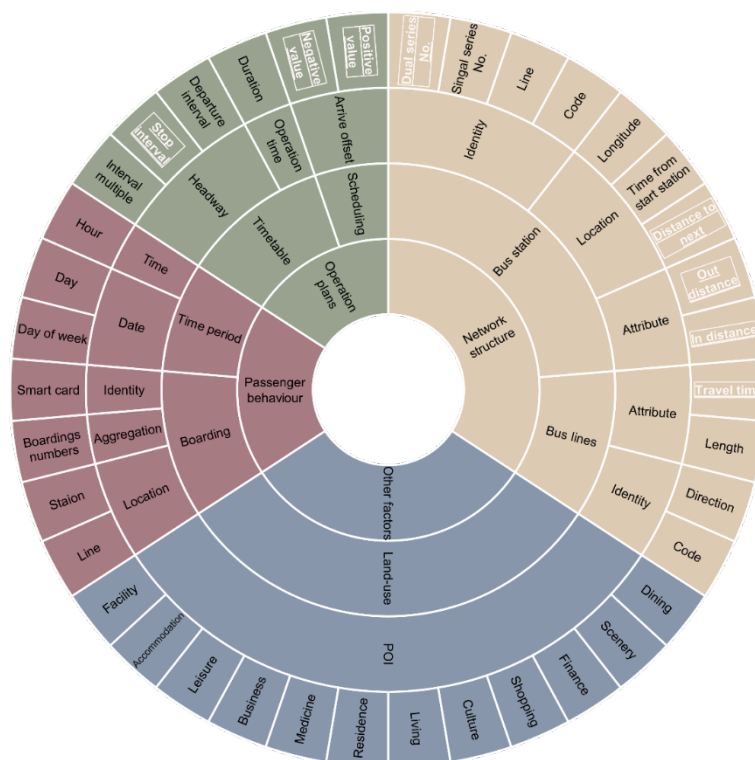 Network
structure
Bus station
Identity
Dual series
No.
Singal series
No.
Line
Code
Location
Longitude
Time from
start station
Distance to
next
Attribute
Out
distance
In distance
Bus lines
Attribute
Travel time
Length
Identity
Direction
Code
Other factors
Land-use
POI
Dining
Scenery
Finance
Shopping
Culture
Living
Residence
Medicine
Business
Leisure
Accommodation
Facility
Passenger
behaviour
Boarding
Location
Line
Staion
Aggregation
Boardings
numbers
Identity
Smart card
Time period
Date
Day of week
Day
Time
Hour
Operation
plans
Timetable
Headway
Interval
multiple
Stop
interval
Departure
interval
Operation
time
Duration
Scheduling
Arrive offset
Negative
value
Positive
value